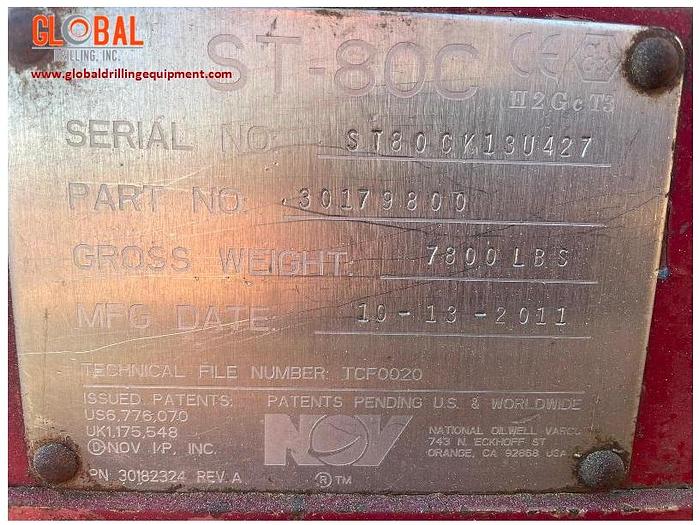 GLOBAL
DRILLING, INC.
www.globaldrillingequipment.com
ST-80C
CE Ex
II 2 G c T3
SERIAL NO: ST80CK13U427
PART NO: 30179800
GROSS WEIGHT: 7800 LBS
MFG DATE: 10-13-2011
TECHNICAL FILE NUMBER: TCF0020
ISSUED PATENTS: PATENTS PENDING U.S. & WORLDWIDE
US6,776,070
UK1,175,548
©NOV I/P, INC.
NOV
® ™
NATIONAL OILWELL VARCO
743 N. ECKHOFF ST
ORANGE, CA 92868 USA
PN 30182324 REV. A